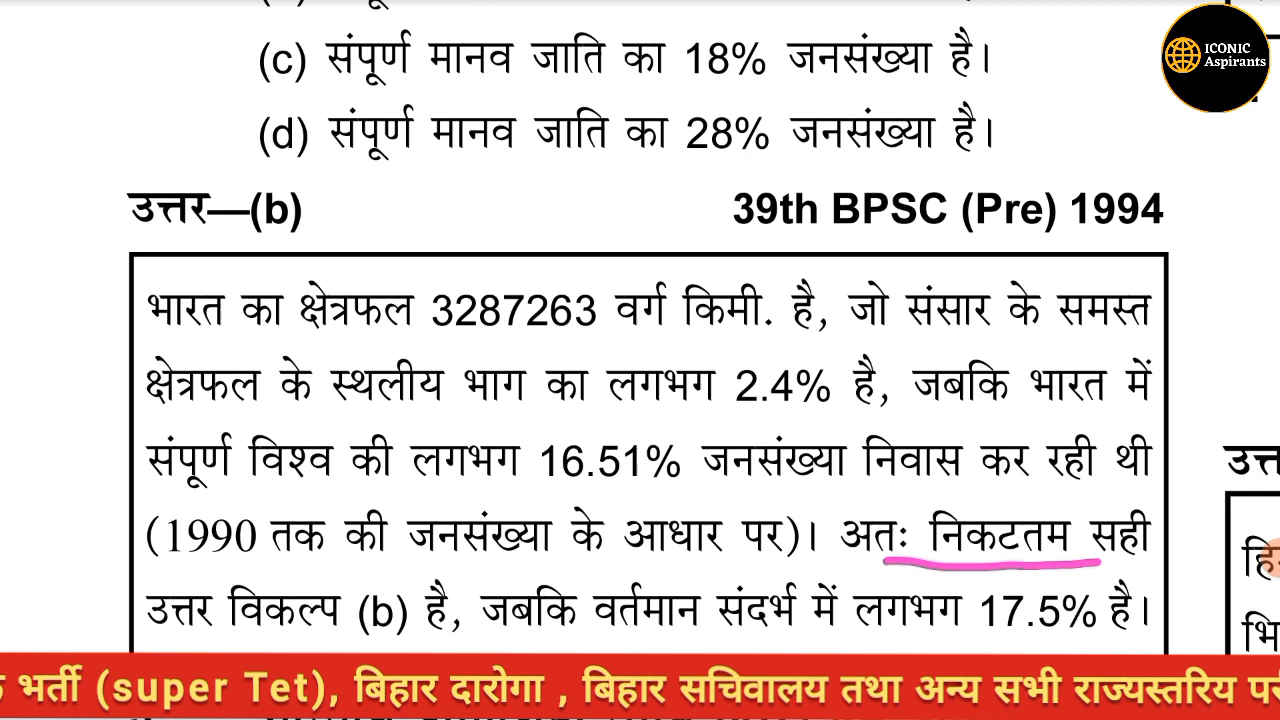 (c) संपूर्ण मानव जाति का 18% जनसंख्या है।
ICONIC
Aspirants
(d) संपूर्ण मानव जाति का 28% जनसंख्या है।
उत्तर—(b) 39th BPSC (Pre) 1994
भारत का क्षेत्रफल 3287263 वर्ग किमी. है, जो संसार के समस्त
क्षेत्रफल के स्थलीय भाग का लगभग 2.4% है, जबकि भारत में
संपूर्ण विश्व की लगभग 16.51% जनसंख्या निवास कर रही थी
(1990 तक की जनसंख्या के आधार पर)। अतः निकटतम सही
उत्तर विकल्प (b) है, जबकि वर्तमान संदर्भ में लगभग 17.5% है।
भर्ती (super Tet), बिहार दारोगा , बिहार सचिवालय तथा अन्य सभी राज्यस्तरिय